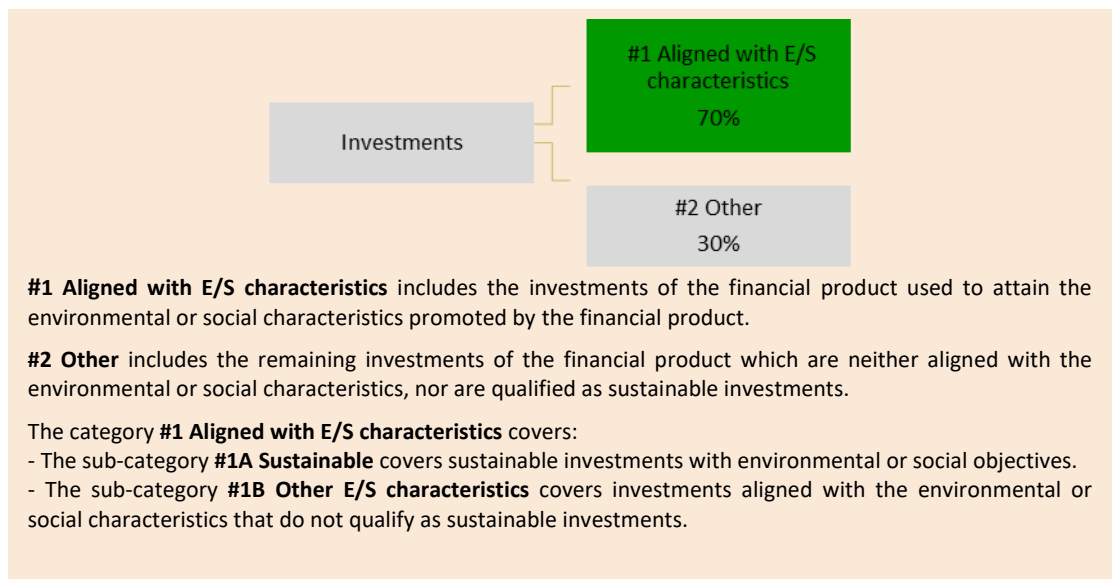 #1 Aligned with E/S
characteristics
70%
Investments
#2 Other
30%
#1 Aligned with E/S characteristics includes the investments of the financial product used to attain the
environmental or social characteristics promoted by the financial product.
#2 Other includes the remaining investments of the financial product which are neither aligned with the
environmental or social characteristics, nor are qualified as sustainable investments.
The category #1 Aligned with E/S characteristics covers:
- The sub-category #1A Sustainable covers sustainable investments with environmental or social objectives.
- The sub-category #1B Other E/S characteristics covers investments aligned with the environmental or
social characteristics that do not qualify as sustainable investments.